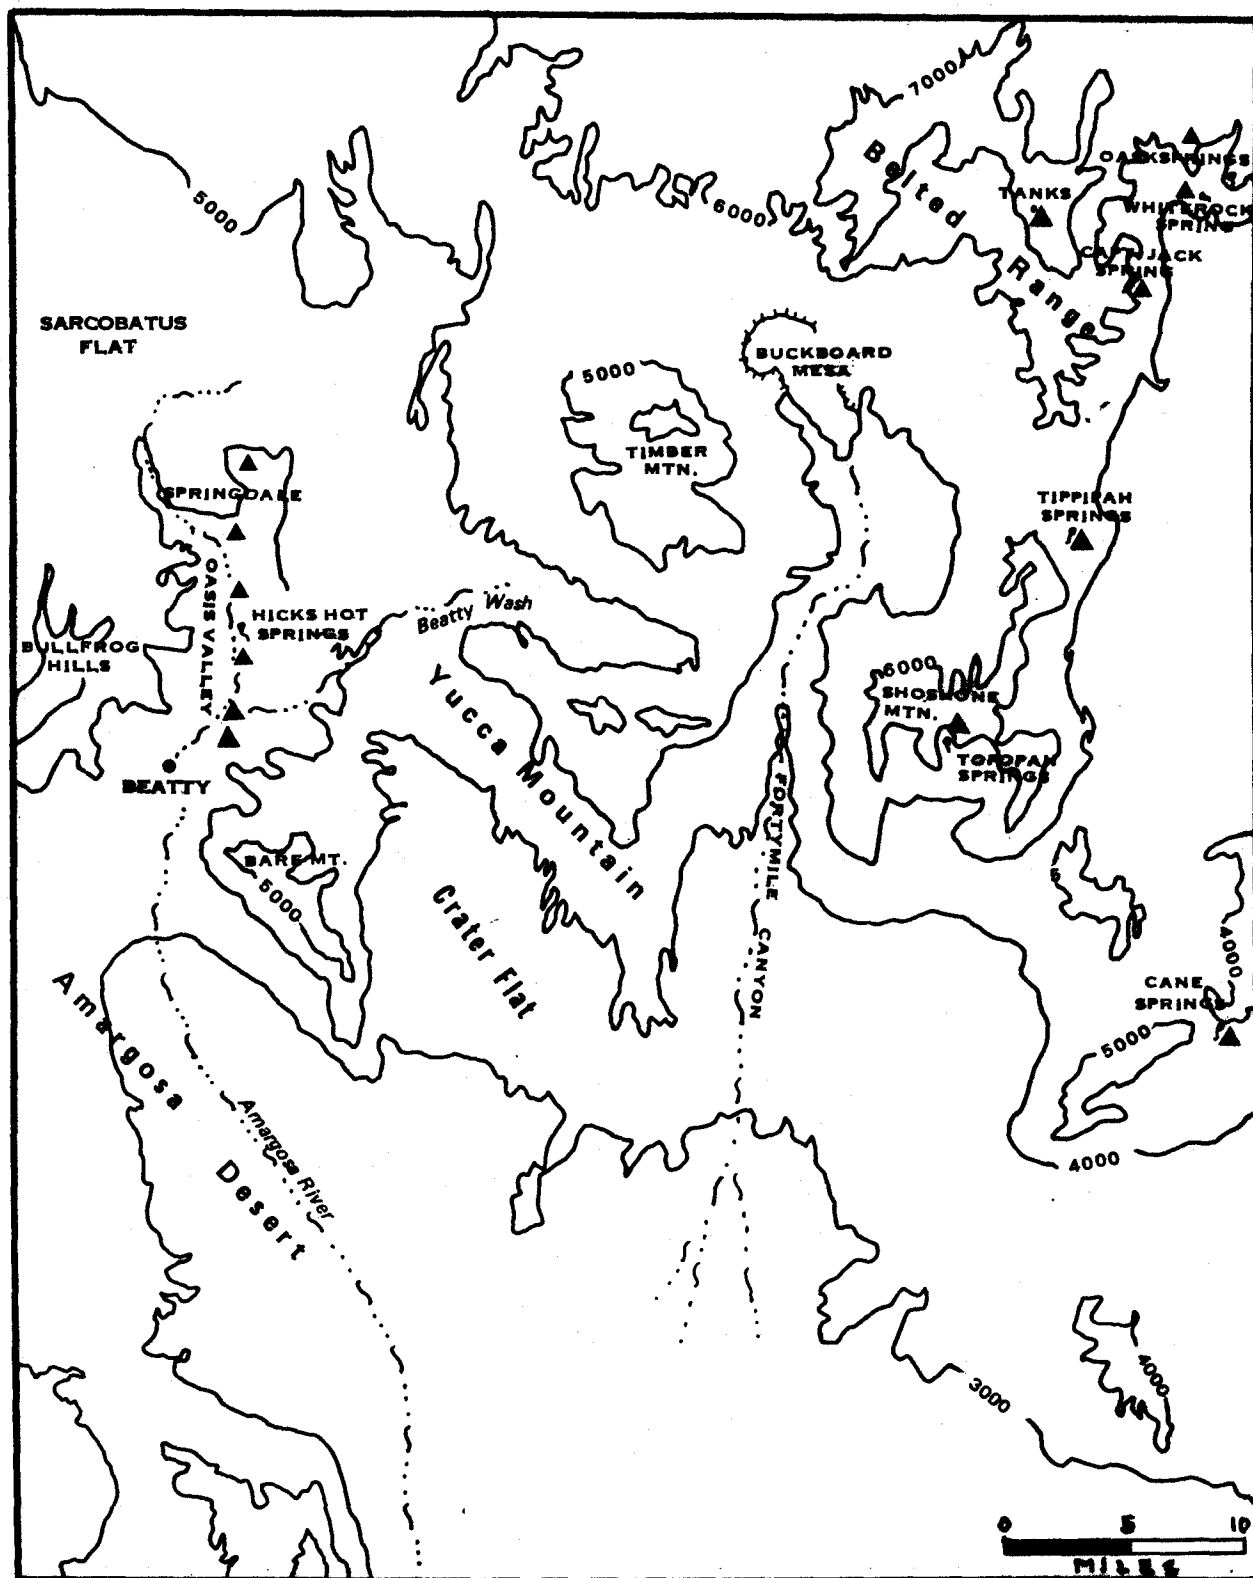 7000
Belted
Range
OAK SPRINGS
TANKS
WHITEROCK
SPRING
CAP'N JACK
SPRING
5000
6000
SARCOBATUS
FLAT
BUCKBOARD
MESA
5000
TIMBER
MTN.
SPRINGDALE
TIPPIPAH
SPRINGS
OASIS VALLEY
HICKS HOT
SPRINGS
Beatty Wash
BULLFROG
HILLS
Yucca Mountain
6000
SHOSHONE
MTN.
TOPOPAH
SPRINGS
BEATTY
FORTYMILE CANYON
BARE MT.
5000
Crater Flat
4000
CANE
SPRINGS
5000
Amargosa
Desert
Amargosa River
4000
4000
3000
0 5 10
MILES